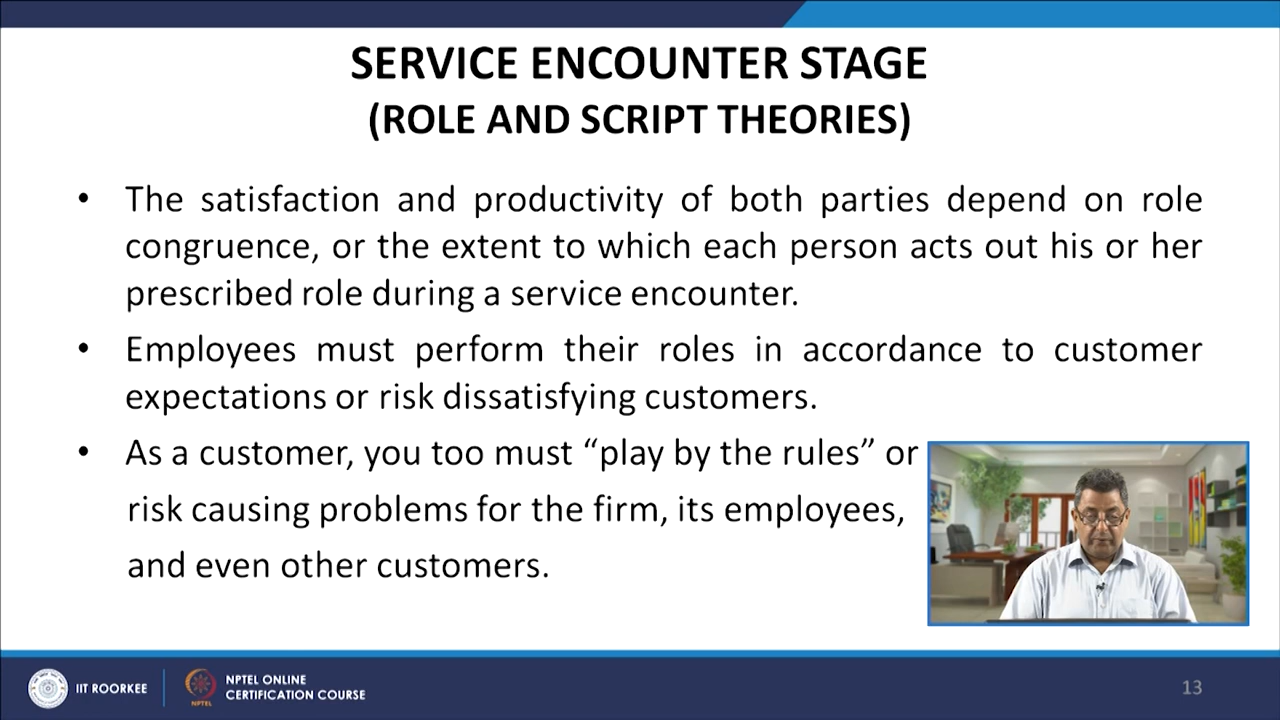 SERVICE ENCOUNTER STAGE
(ROLE AND SCRIPT THEORIES)
• The satisfaction and productivity of both parties depend on role
congruence, or the extent to which each person acts out his or her
prescribed role during a service encounter.
• Employees must perform their roles in accordance to customer
expectations or risk dissatisfying customers.
• As a customer, you too must “play by the rules” or
risk causing problems for the firm, its employees,
and even other customers.
IIT ROORKEE
NPTEL
NPTEL ONLINE
CERTIFICATION COURSE
13